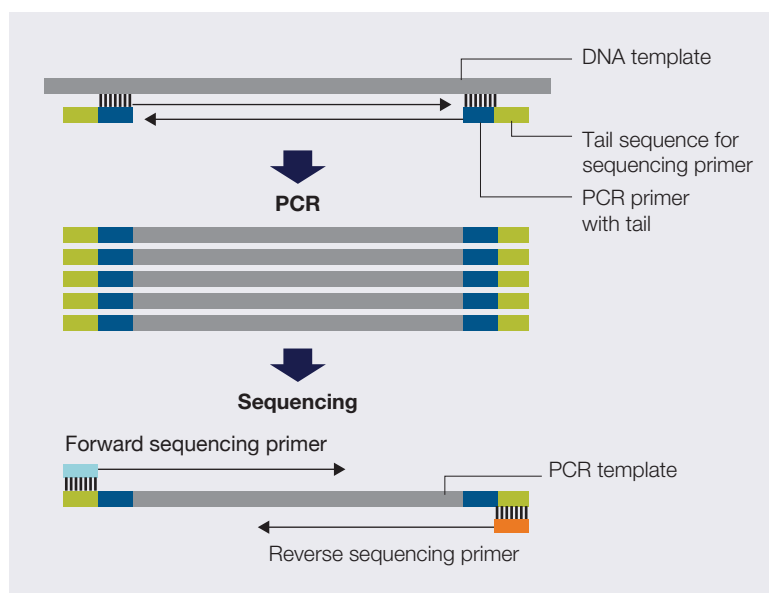 DNA template
Tail sequence for
sequencing primer
PCR primer
with tail
PCR
Sequencing
Forward sequencing primer
PCR template
Reverse sequencing primer